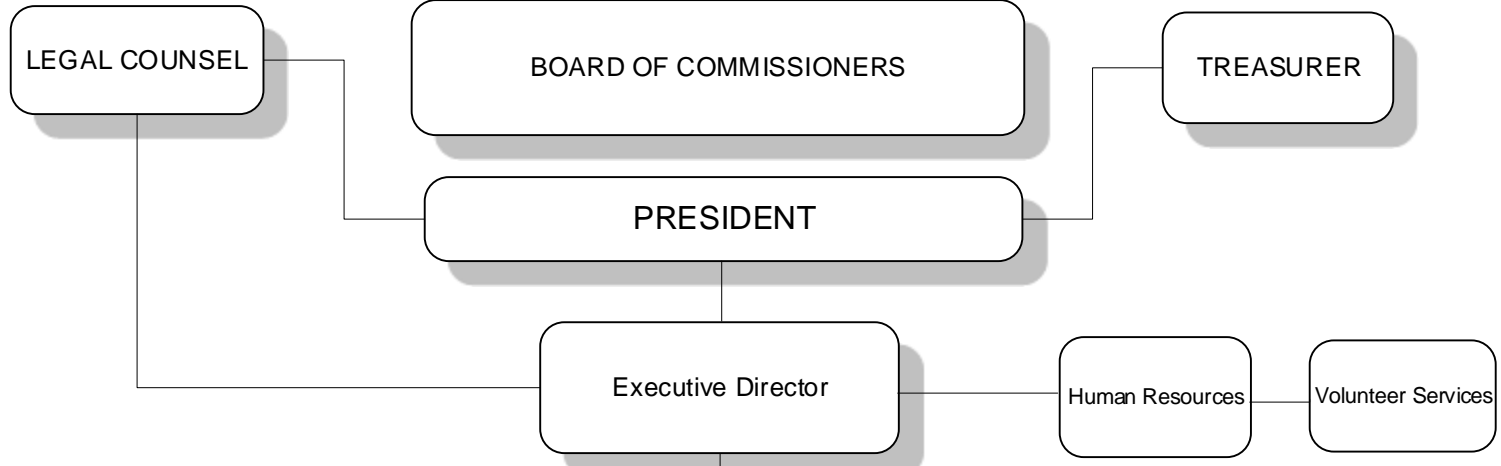 LEGAL COUNSEL
BOARD OF COMMISSIONERS
TREASURER
PRESIDENT
Executive Director
Human Resources
Volunteer Services